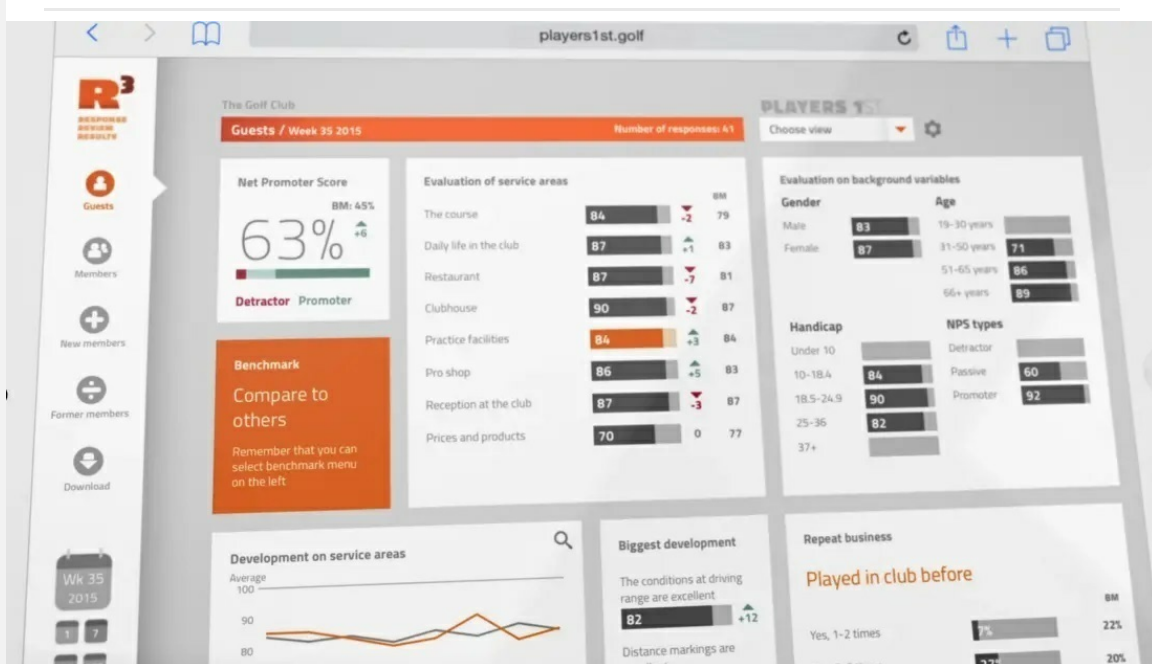 players1st.golf
R3
RESPONSE
REVIEW
RESULTS
Guests
Members
New members
Former members
Download
Wk 35
2015
1 7
The Golf Club
Guests / Week 35 2015 Number of responses: 41
PLAYERS 1ST
Choose view
Net Promoter Score
BM: 45%
63% +6
Detractor Promoter
Benchmark
Compare to
others
Remember that you can
select benchmark menu
on the left
Evaluation of service areas
BM
The course 84 -2 79
Daily life in the club 87 +1 83
Restaurant 87 -7 81
Clubhouse 90 -2 87
Practice facilities 84 +3 84
Pro shop 86 +5 83
Reception at the club 87 -3 87
Prices and products 70 0 77
Evaluation on background variables
Gender
Male 83
Female 87
Age
19-30 years
31-50 years 71
51-65 years 86
66+ years 89
Handicap
Under 10
10-18.4 84
18.5-24.9 90
25-36 82
37+
NPS types
Detractor
Passive 60
Promoter 92
Development on service areas
Average
100
90
80
Biggest development
The conditions at driving
range are excellent
82 +12
Distance markings are
Repeat business
Played in club before
BM
Yes, 1-2 times 7% 22%
20%